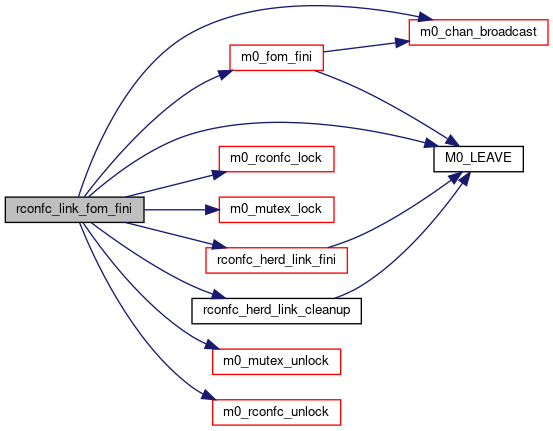 m0_chan_broadcast
m0_fom_fini
M0_LEAVE
m0_rconfc_lock
rconfc_link_fom_fini
m0_mutex_lock
rconfc_herd_link_fini
rconfc_herd_link_cleanup
m0_mutex_unlock
m0_rconfc_unlock